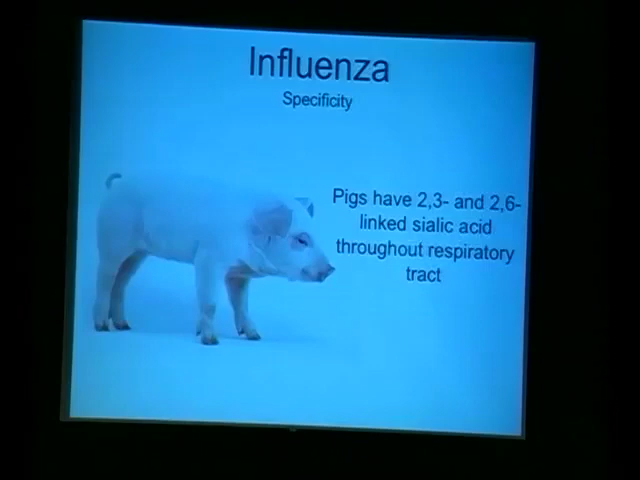 Influenza
Specificity
Pigs have 2,3- and 2,6-
linked sialic acid
throughout respiratory
tract